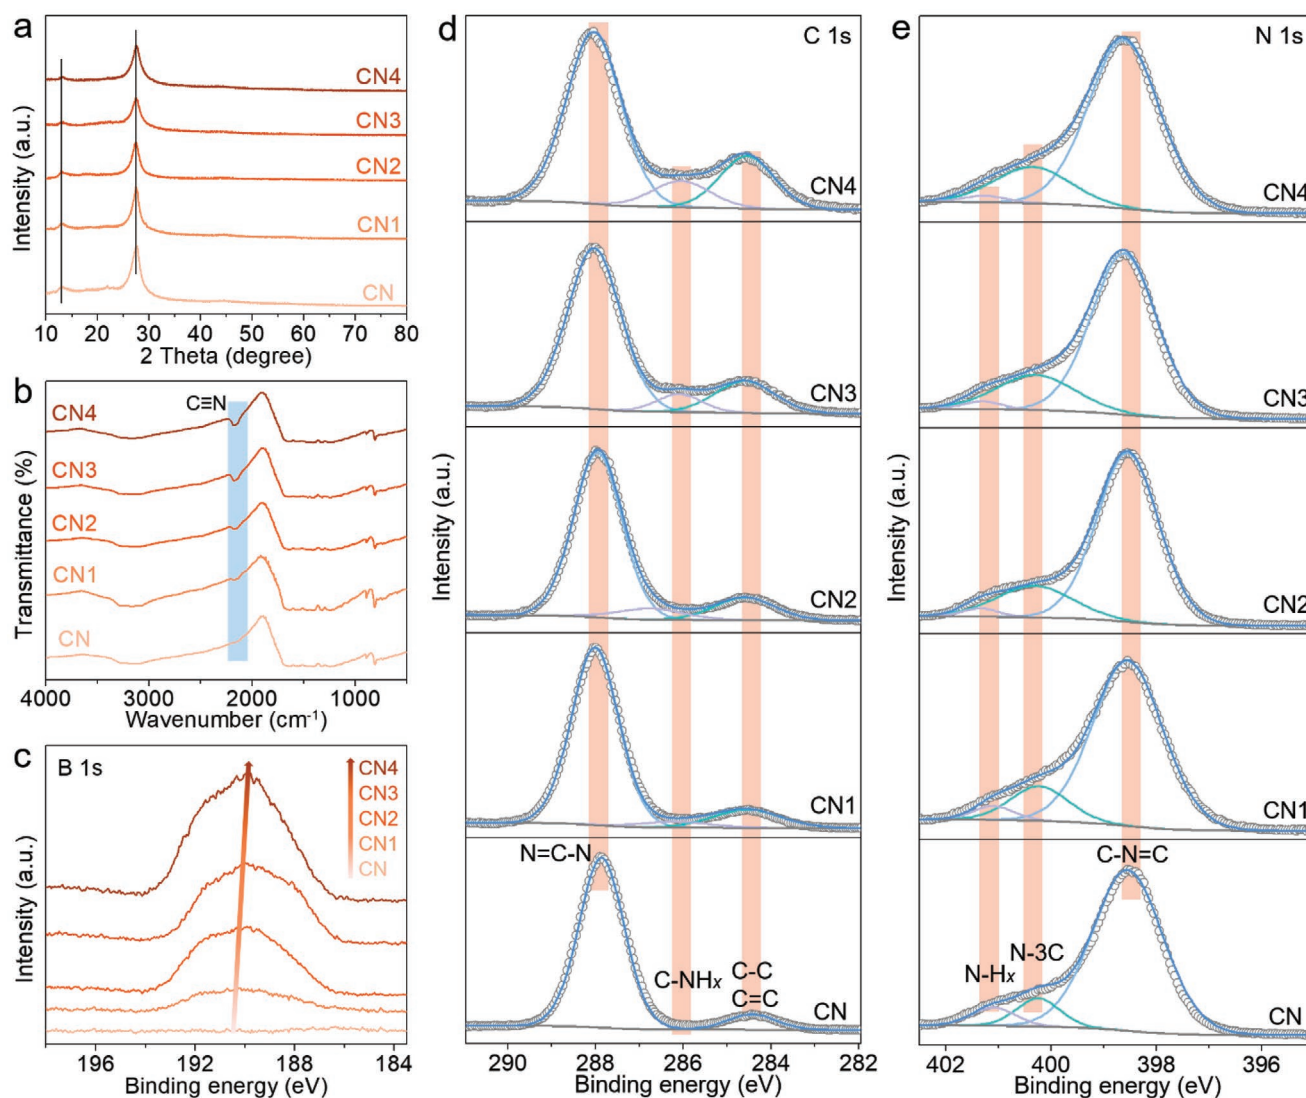 a
Intensity (a.u.)
CN4
CN3
CN2
CN1
CN
10 20 30 40 50 60 70 80
2 Theta (degree)
b
Transmittance (%)
C≡N
CN4
CN3
CN2
CN1
CN
4000 3000 2000 1000
Wavenumber (cm-1)
c
B 1s
Intensity (a.u.)
CN4
CN3
CN2
CN1
CN
196 192 188 184
Binding energy (eV)
d
C 1s
Intensity (a.u.)
CN4
CN3
CN2
CN1
N=C-N
C-NHx
C-C
C=C
CN
290 288 286 284 282
Binding energy (eV)
e
N 1s
Intensity (a.u.)
CN4
CN3
CN2
CN1
C-N=C
N-3C
N-Hx
CN
402 400 398 396
Binding energy (eV)